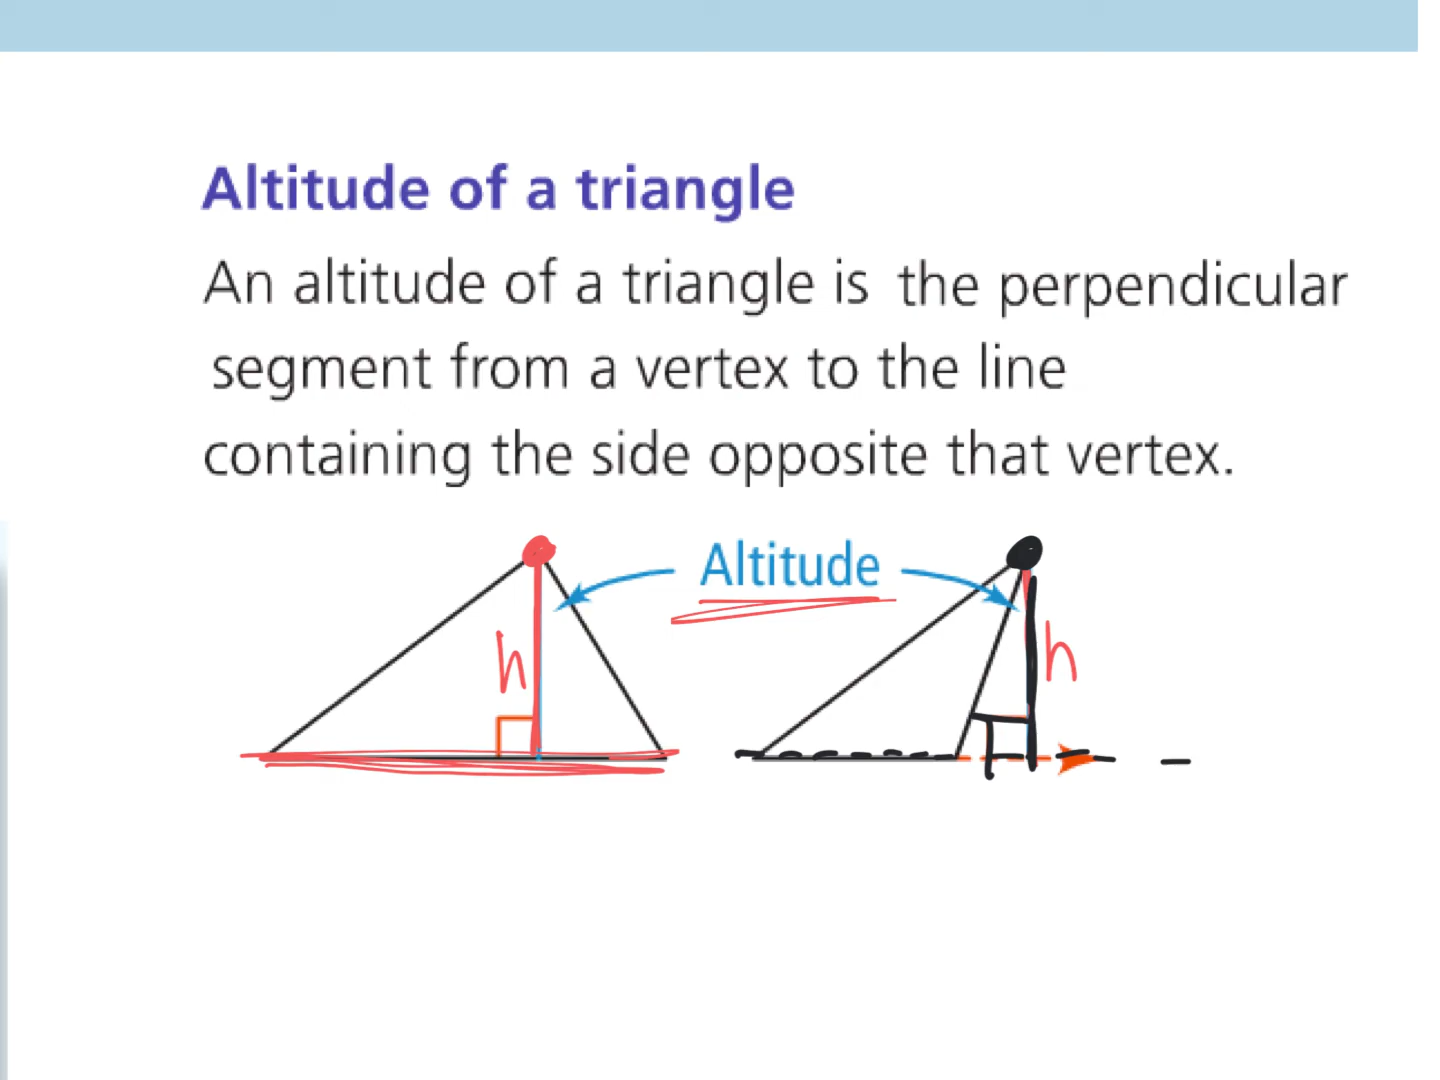 Altitude of a triangle
An altitude of a triangle is the perpendicular
segment from a vertex to the line
containing the side opposite that vertex.
Altitude
h
h